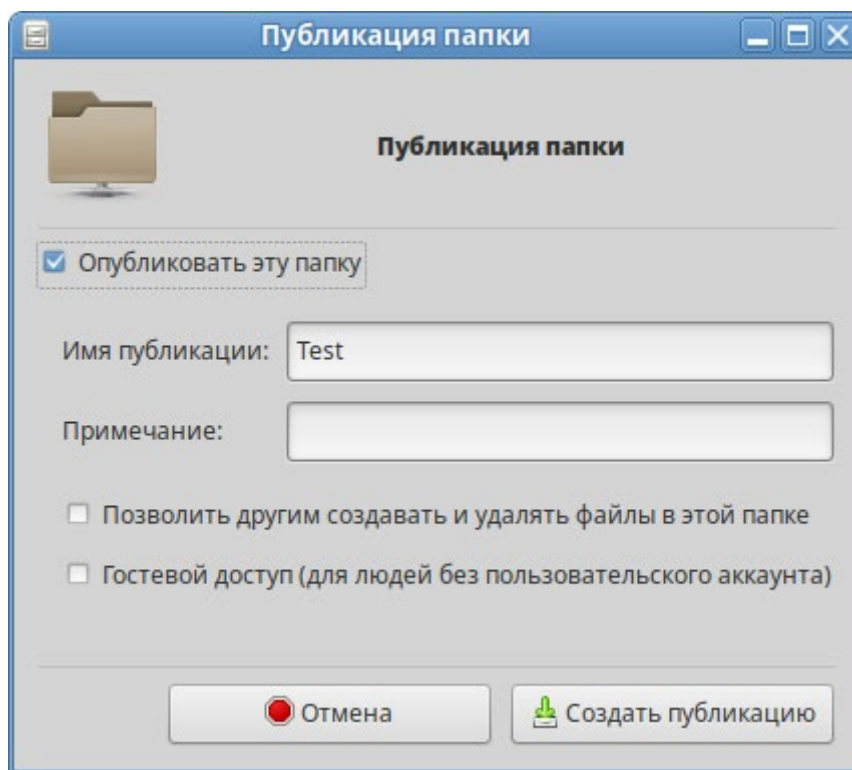 Публикация папки
Публикация папки
Опубликовать эту папку
Имя публикации: Test
Примечание:
Позволить другим создавать и удалять файлы в этой папке
Гостевой доступ (для людей без пользовательского аккаунта)
Отмена Создать публикацию